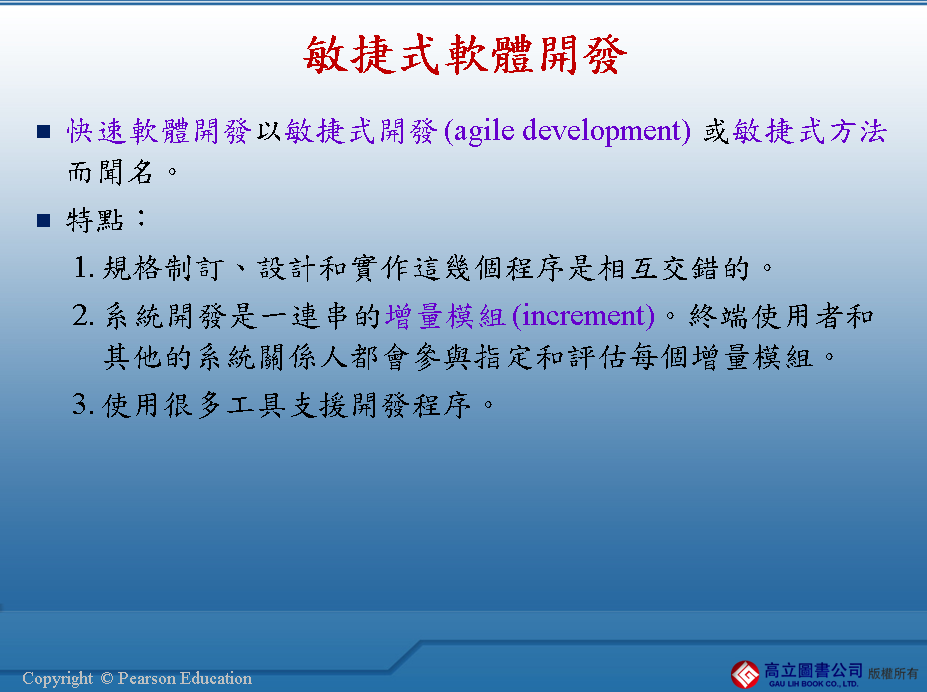 敏捷式軟體開發
快速軟體開發以敏捷式開發 (agile development) 或敏捷式方法
而聞名。
特點：
1. 規格制訂、設計和實作這幾個程序是相互交錯的。
2. 系統開發是一連串的增量模組 (increment)。終端使用者和
其他的系統關係人都會參與指定和評估每個增量模組。
3. 使用很多工具支援開發程序。
Copyright © Pearson Education
高立圖書公司 版權所有
GAU LIH BOOK CO., LTD.